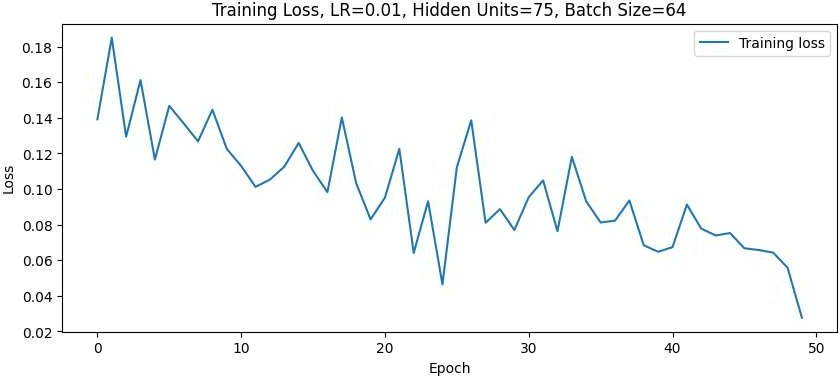 Training Loss, LR=0.01, Hidden Units=75, Batch Size=64
Training loss
0.18
0.16
0.14
0.12
0.10
0.08
0.06
0.04
0.02
Loss
0 10 20 30 40 50
Epoch